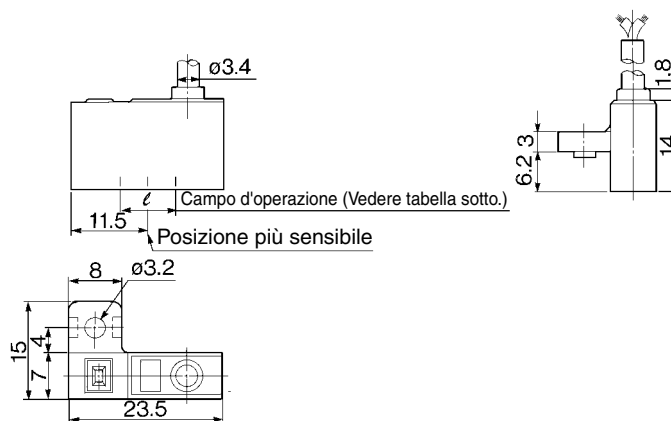 ø3.4
1.8
3
6.2
14
ℓ
Campo d'operazione (Vedere tabella sotto.)
11.5
Posizione più sensibile
8
ø3.2
15
4
7
23.5